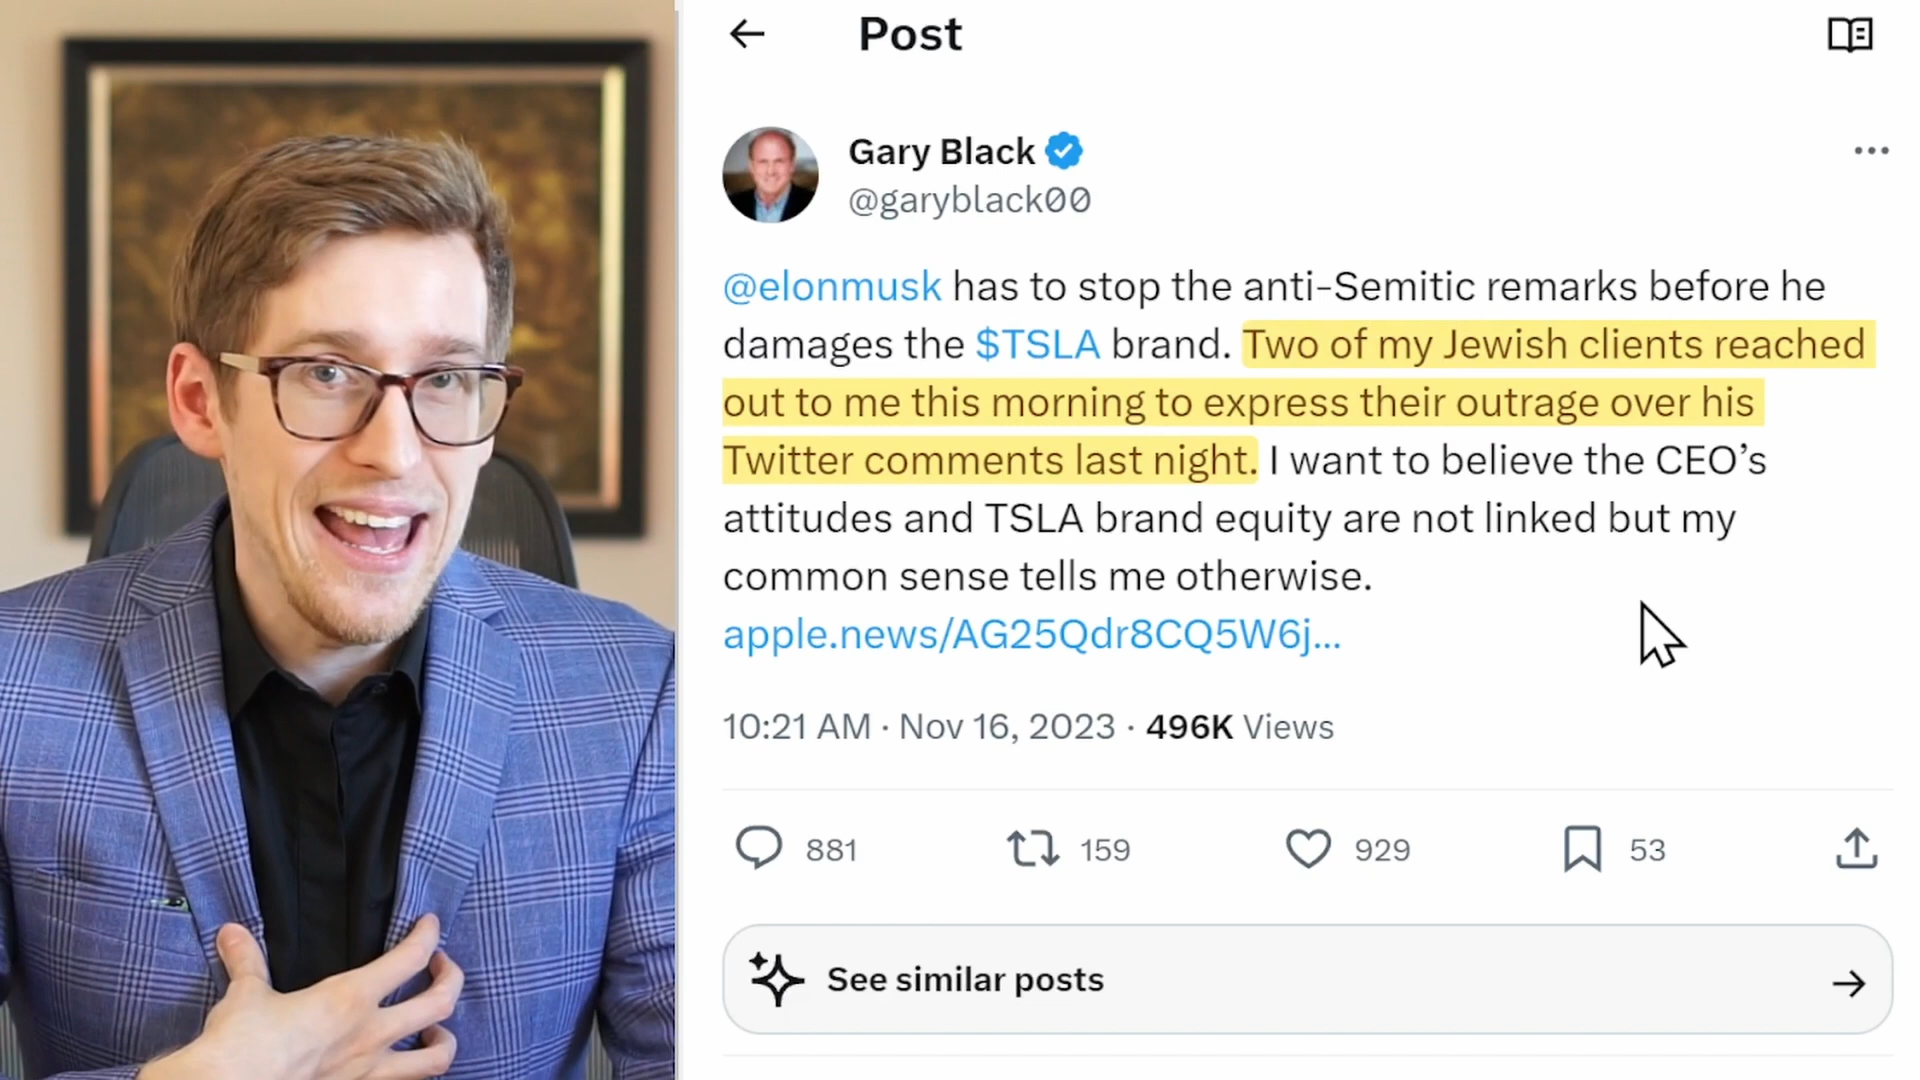 Post
Gary Black
@garyblack00
@elonmusk has to stop the anti-Semitic remarks before he
damages the $TSLA brand. Two of my Jewish clients reached
out to me this morning to express their outrage over his
Twitter comments last night. I want to believe the CEO’s
attitudes and TSLA brand equity are not linked but my
common sense tells me otherwise.
apple.news/AG25Qdr8CQ5W6j...
10:21 AM · Nov 16, 2023 · 496K Views
881 159 929 53
See similar posts